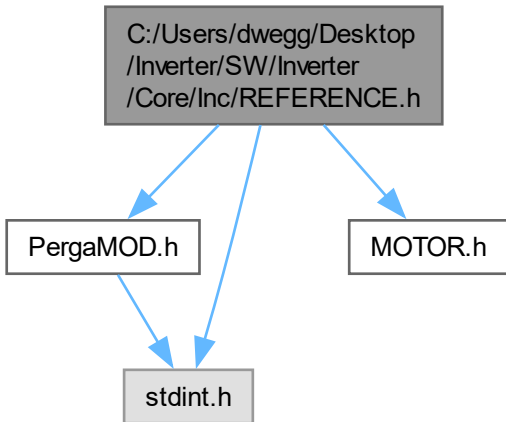 C:/Users/dwegg/Desktop
/Inverter/SW/Inverter
/Core/Inc/REFERENCE.h
PergaMOD.h
MOTOR.h
stdint.h